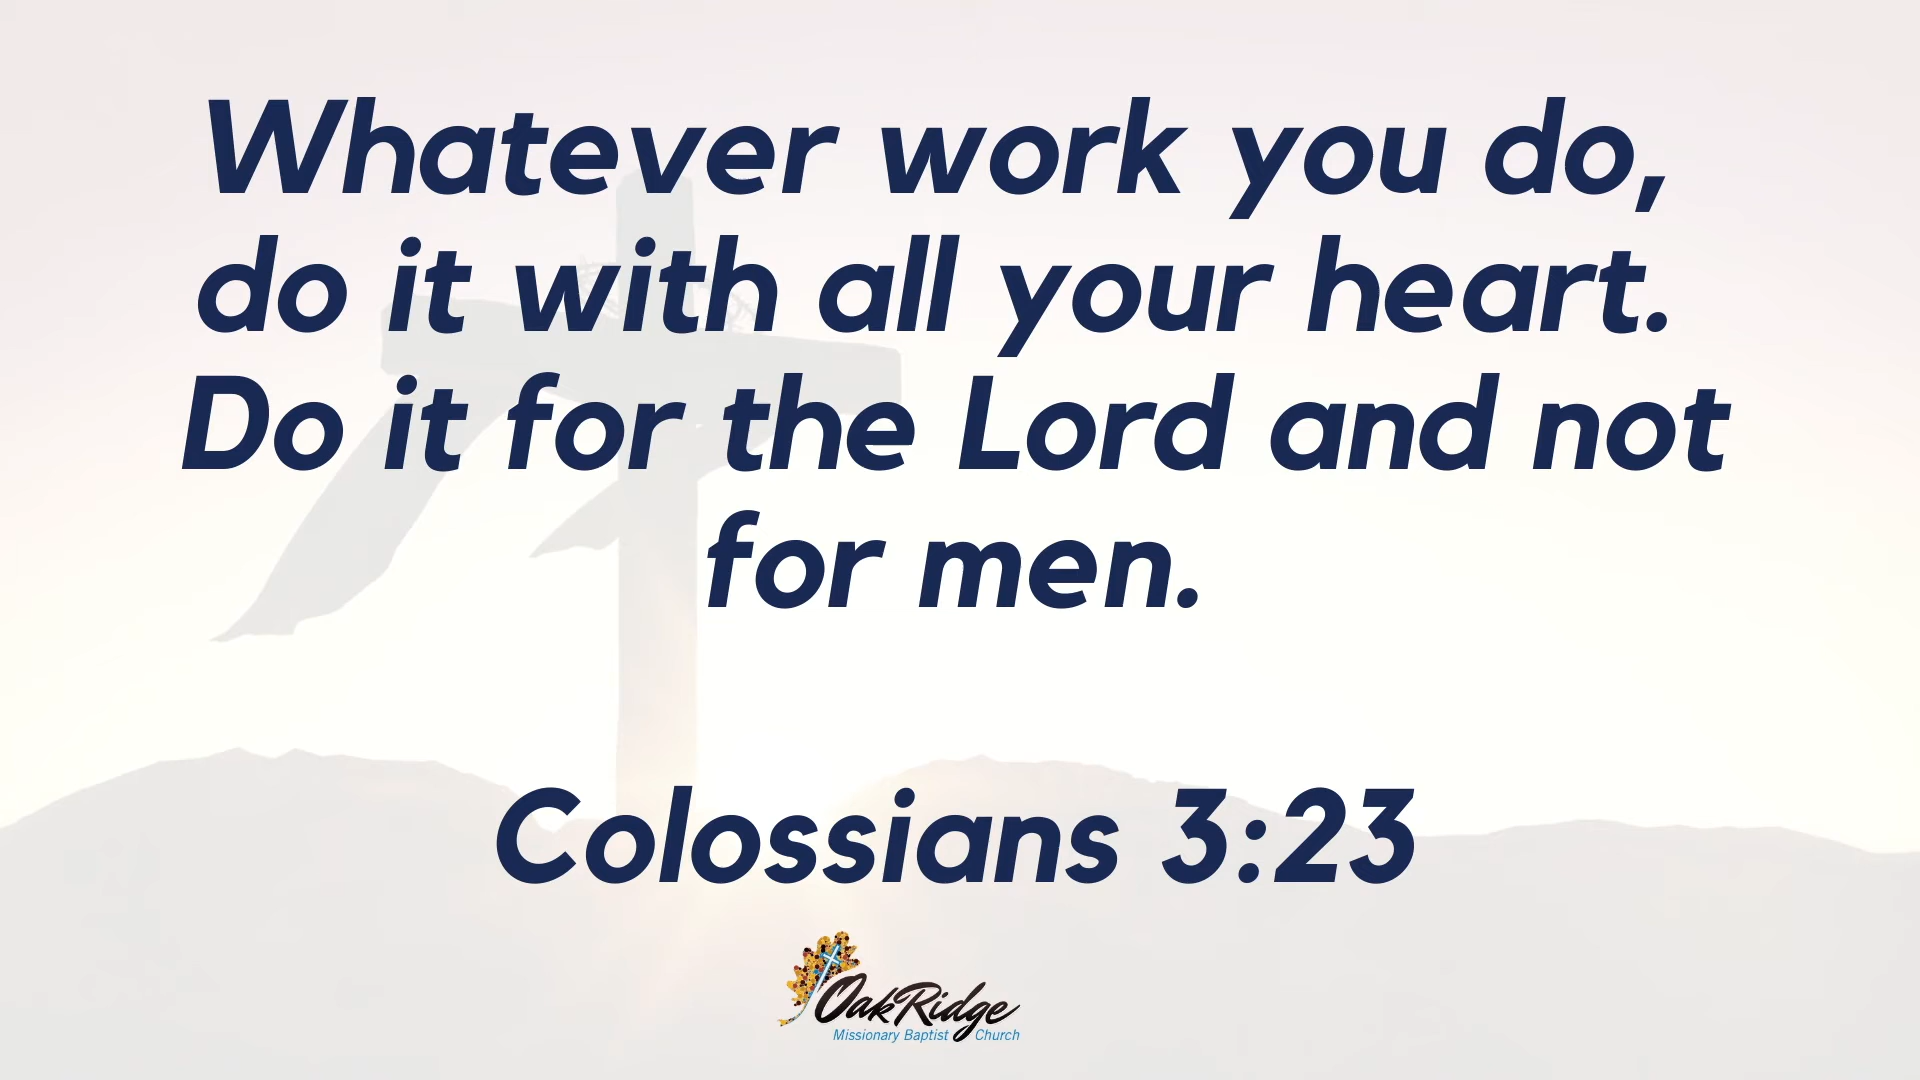 Whatever work you do,
do it with all your heart.
Do it for the Lord and not
for men.
Colossians 3:23
OakRidge
Missionary Baptist Church